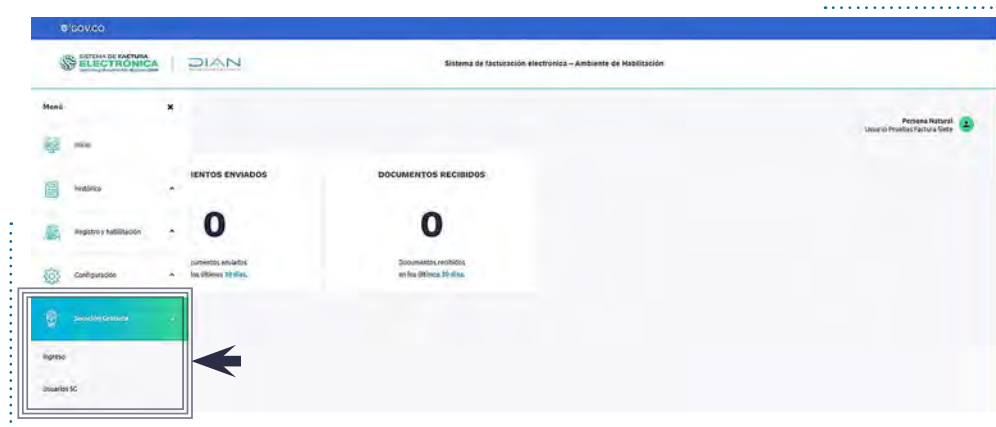 GOV.CO
SISTEMA DE FACTURA
ELECTRÓNICA
DIAN
Sistema de facturación electrónica – Ambiente de Habilitación
Menú
Persona Natural
Usuario Pruebas Factura Siete
Inicio
Histórico
Registro y habilitación
Configuración
Solución Gratuita
Ingreso
Usuarios SG
IENTOS ENVIADOS
0
cumentos enviados
los últimos 30 días.
DOCUMENTOS RECIBIDOS
0
Documentos recibidos
en los últimos 30 días.